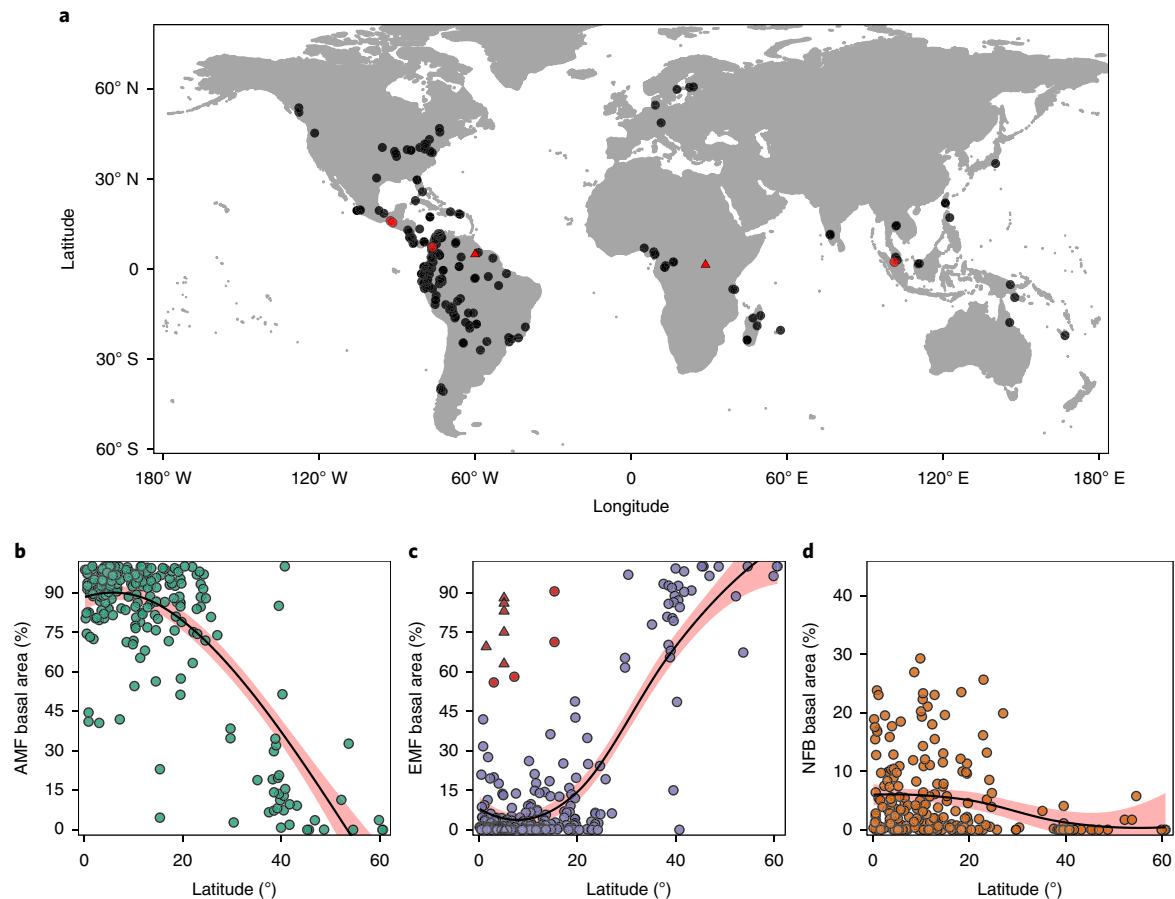 a
60° N
30° N
0
30° S
60° S
Latitude
180° W
120° W
60° W
0
60° E
120° E
180° E
Longitude
b
AMF basal area (%)
90
75
60
45
30
15
0
0
20
40
60
Latitude (°)
c
EMF basal area (%)
90
75
60
45
30
15
0
0
20
40
60
Latitude (°)
d
NFB basal area (%)
40
30
20
10
0
0
20
40
60
Latitude (°)